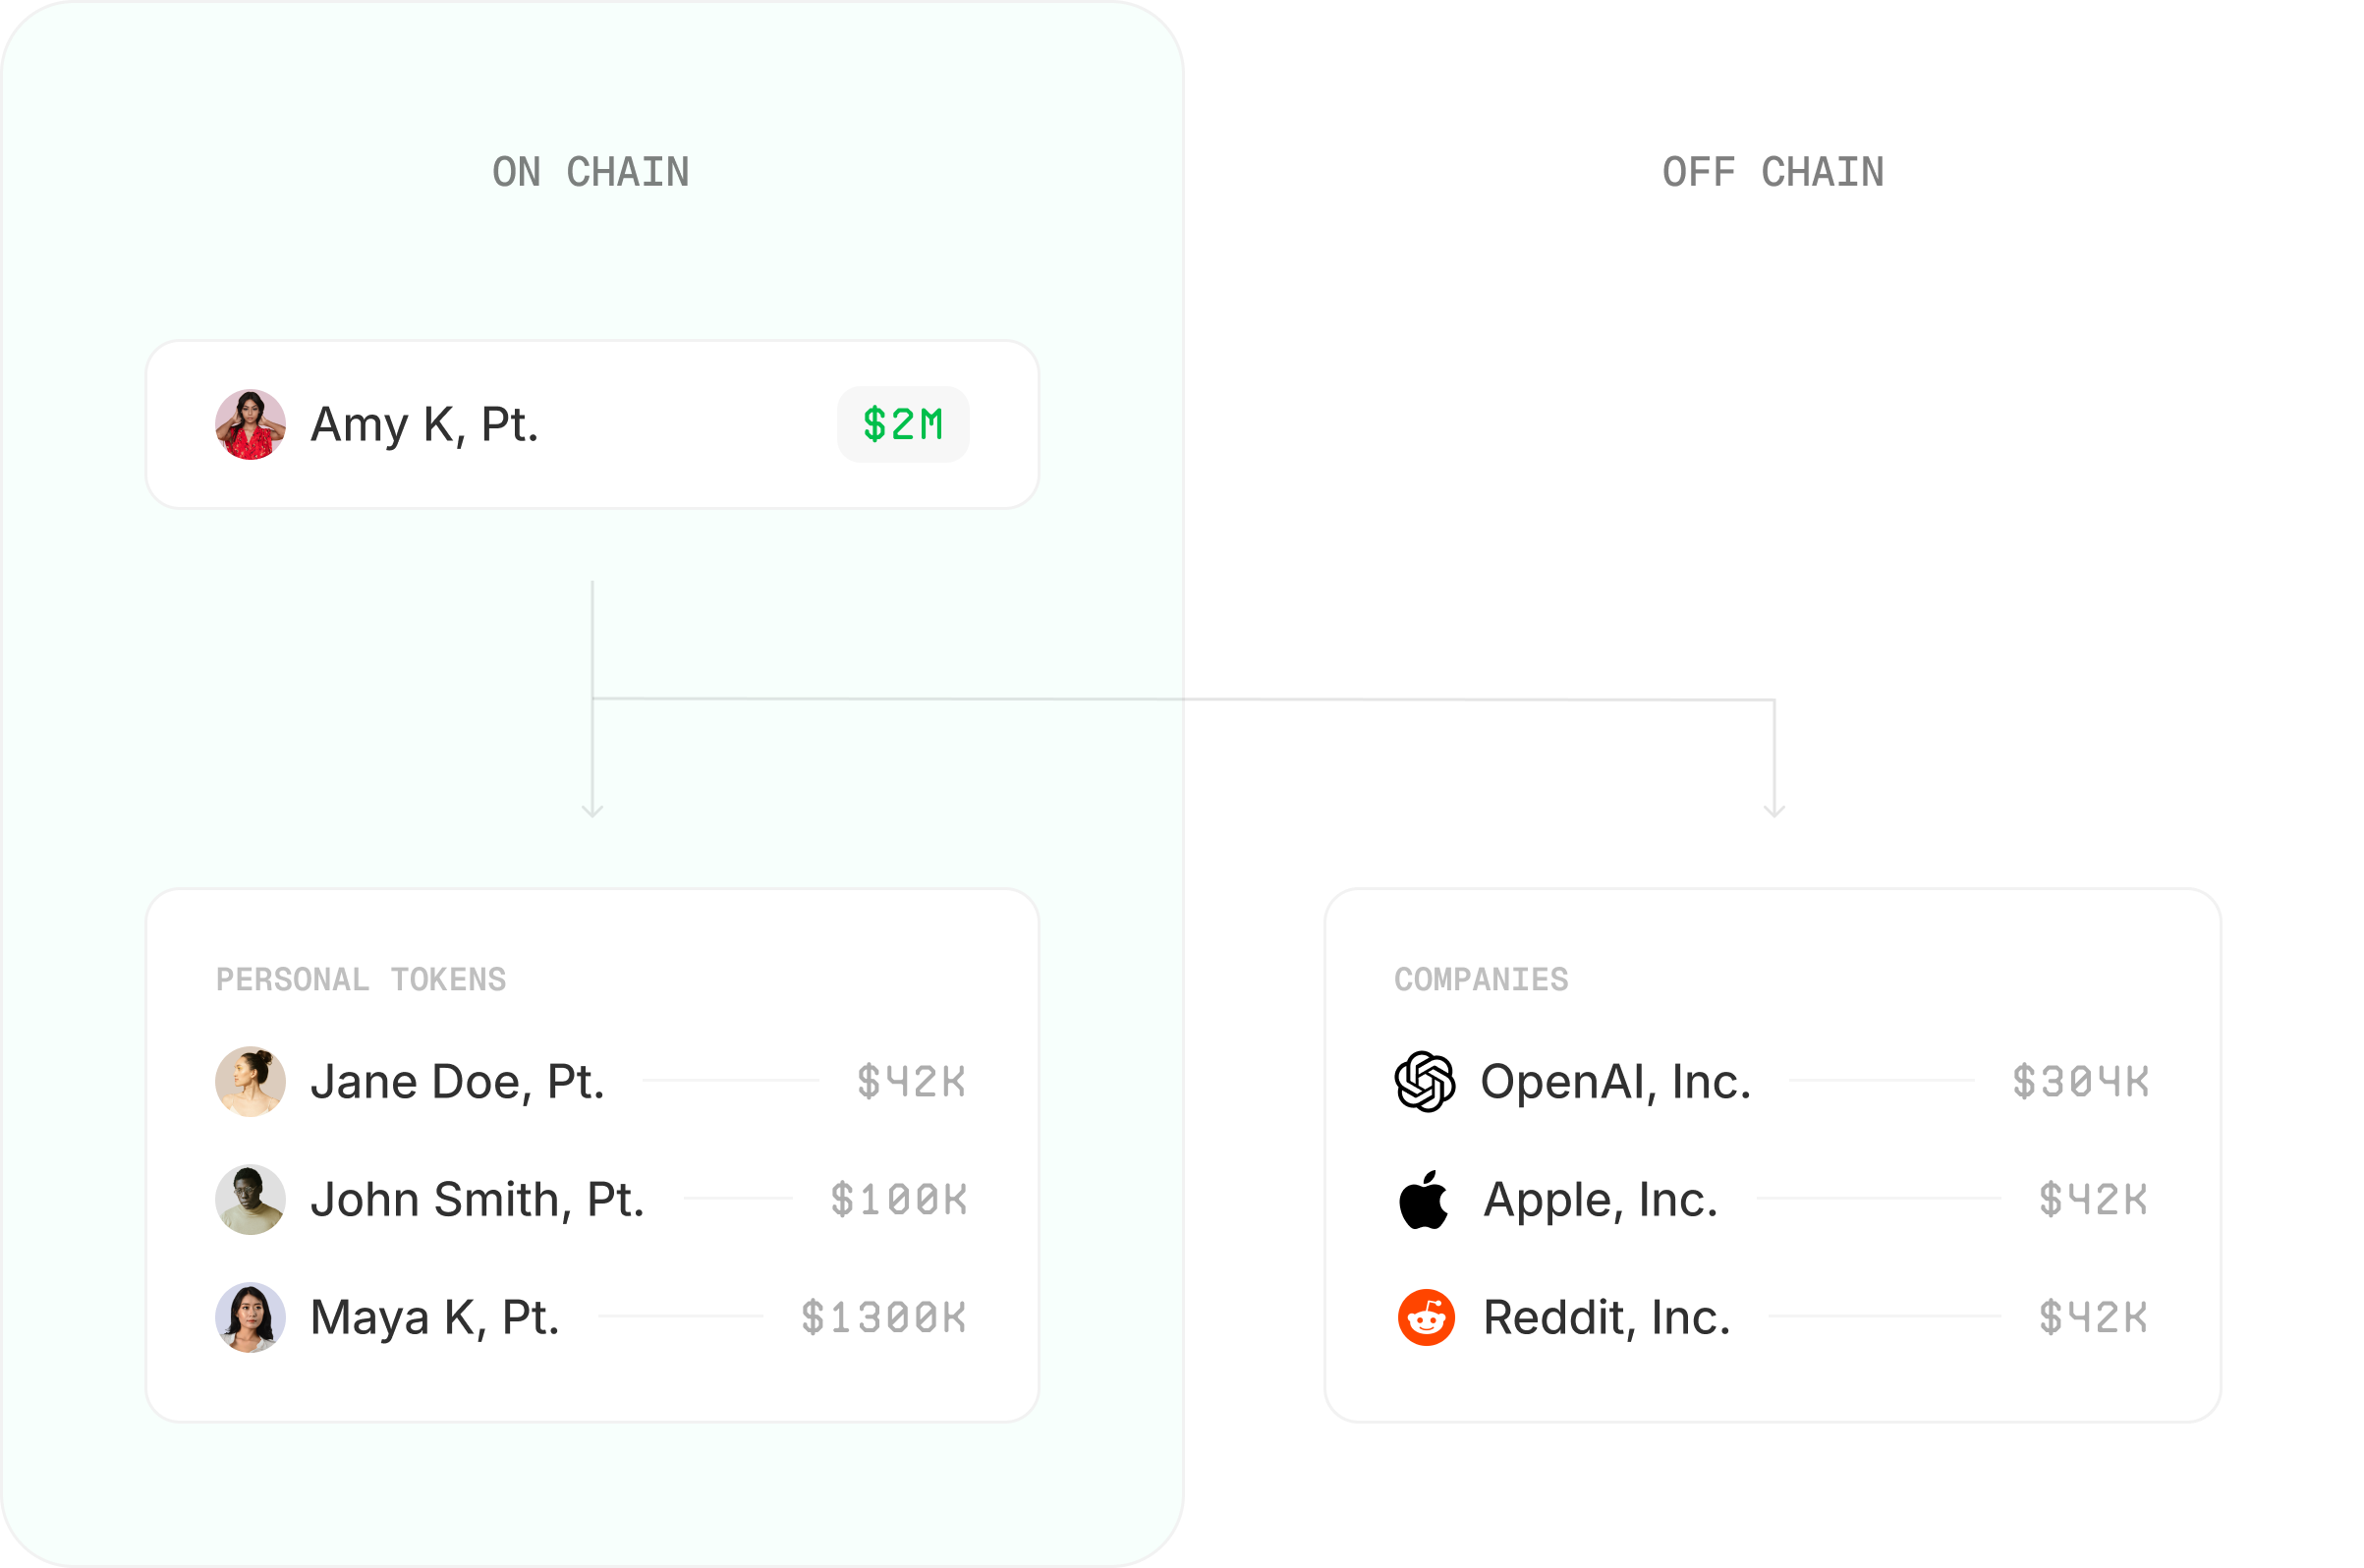 ON CHAIN
OFF CHAIN
Amy K, Pt. $2M
PERSONAL TOKENS
Jane Doe, Pt. $42K
John Smith, Pt. $100K
Maya K, Pt. $1300K
COMPANIES
OpenAI, Inc. $304K
Apple, Inc. $42K
Reddit, Inc. $42K